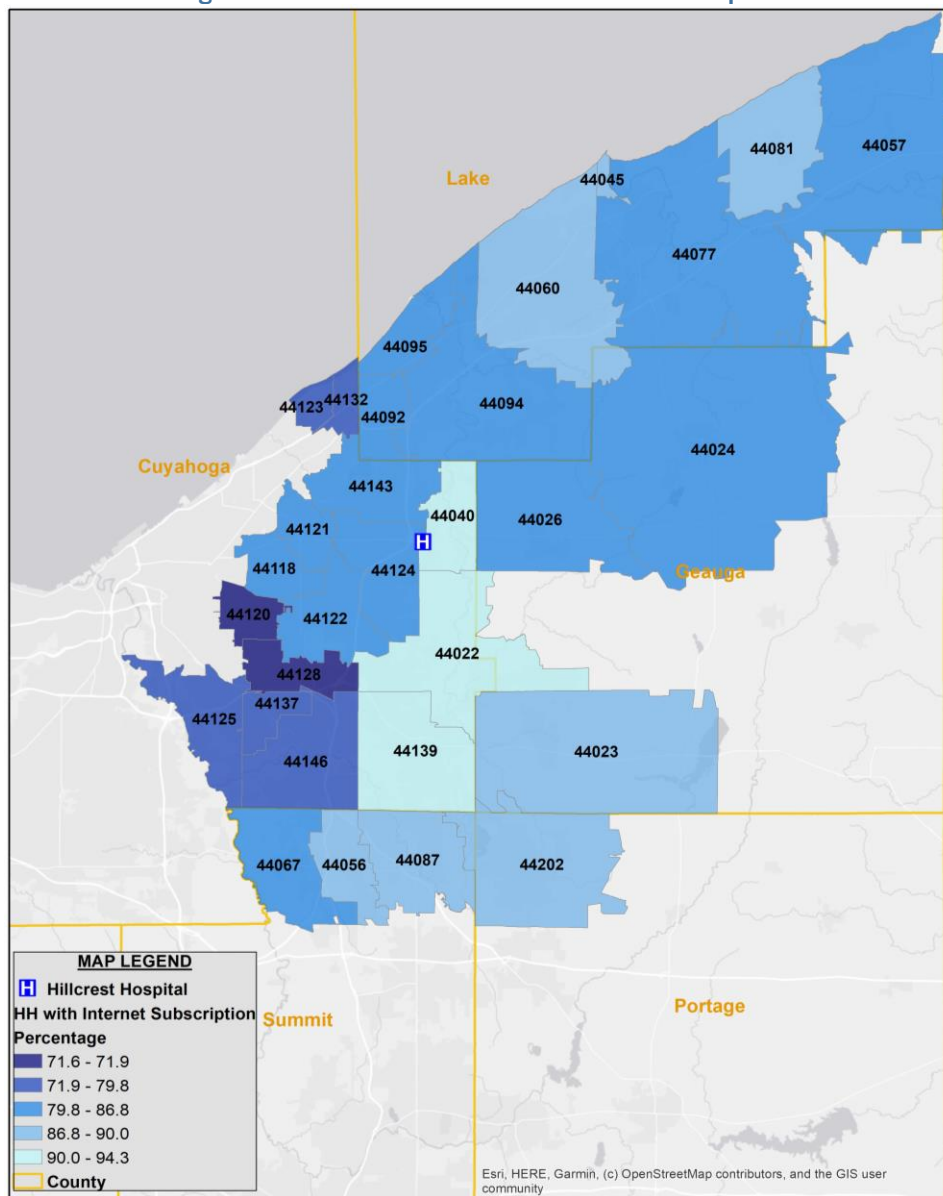 44081
44057
Lake
44045
44077
44060
44095
44123
44132
44092
44094
44024
Cuyahoga
44143
44040
44026
44121
H
44118
44124
Geauga
44120
44122
44022
44128
44137
44125
44146
44139
44023
44067
44056
44087
44202
MAP LEGEND
H Hillcrest Hospital
HH with Internet Subscription
Percentage
71.6 - 71.9
71.9 - 79.8
79.8 - 86.8
86.8 - 90.0
90.0 - 94.3
County
Summit
Portage
Esri, HERE, Garmin, (c) OpenStreetMap contributors, and the GIS user
community